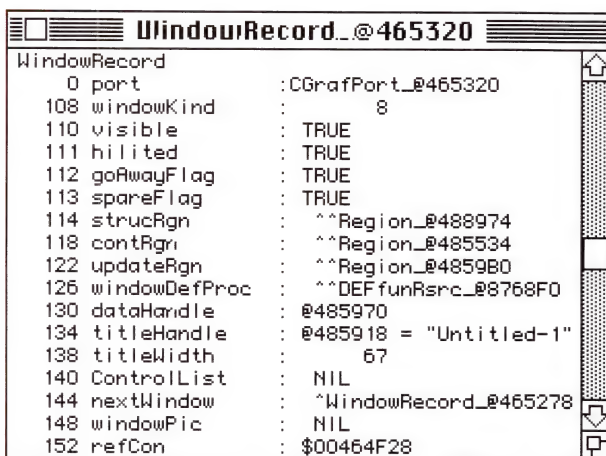 WindowRecord_@465320
WindowRecord
0 port :CGrafPort_@465320
108 windowKind : 8
110 visible : TRUE
111 hilited : TRUE
112 goAwayFlag : TRUE
113 spareFlag : TRUE
114 strucRgn : ^^Region_@488974
118 contRgn : ^^Region_@485534
122 updateRgn : ^^Region_@4859B0
126 windowDefProc : ^^DEFfunRsrc_@8768F0
130 dataHandle : @485970
134 titleHandle : @485918 = "Untitled-1"
138 titleWidth : 67
140 ControlList : NIL
144 nextWindow : ^WindowRecord_@465278
148 windowPic : NIL
152 refCon : $00464F28